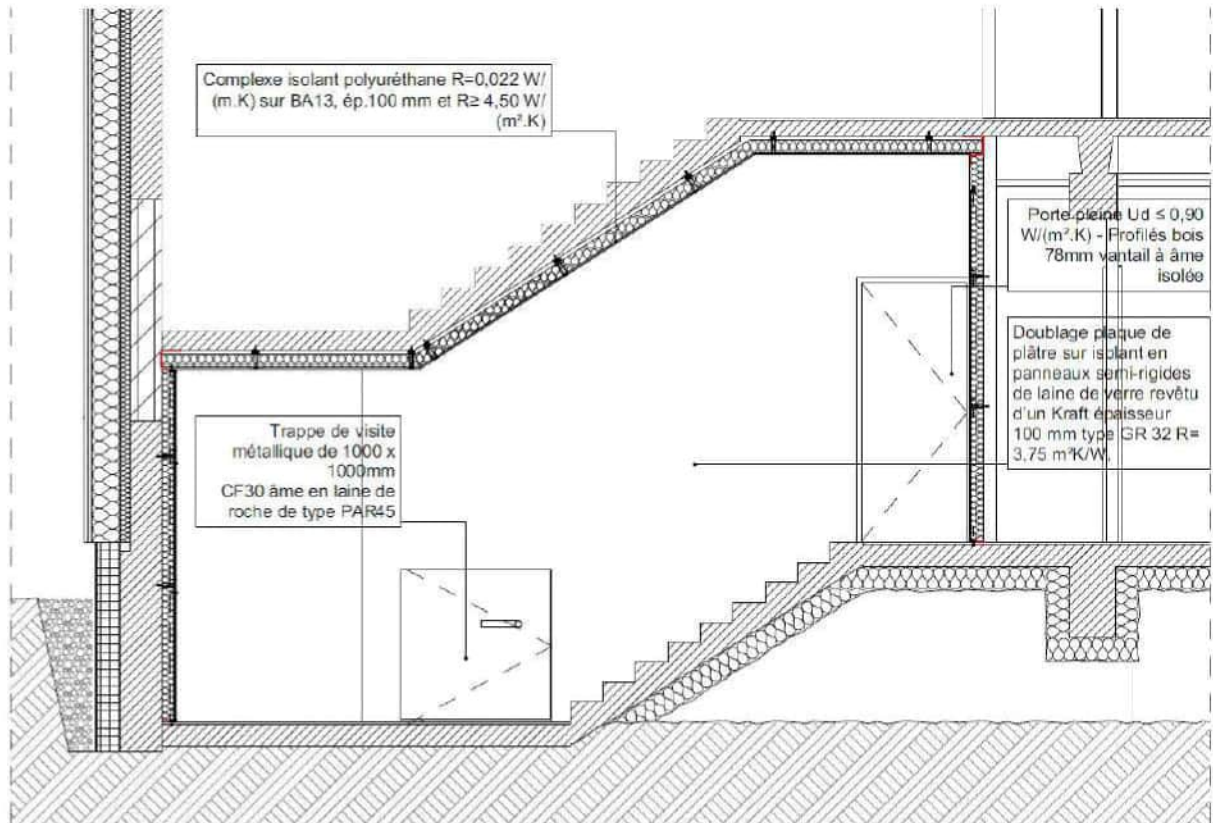 Complexe isolant polyuréthane R=0,022 W/
(m.K) sur BA13, ép.100 mm et R≥ 4,50 W/
(m².K)
Porte pleine Ud ≤ 0,90
W/(m².K) - Profilés bois
78mm vantail à âme
isolée
Doublage plaque de
plâtre sur isolant en
panneaux semi-rigides
de laine de verre revêtu
d'un Kraft épaisseur
100 mm type GR 32 R=
3,75 m²K/W.
Trappe de visite
métallique de 1000 x
1000mm
CF30 âme en laine de
roche de type PAR45